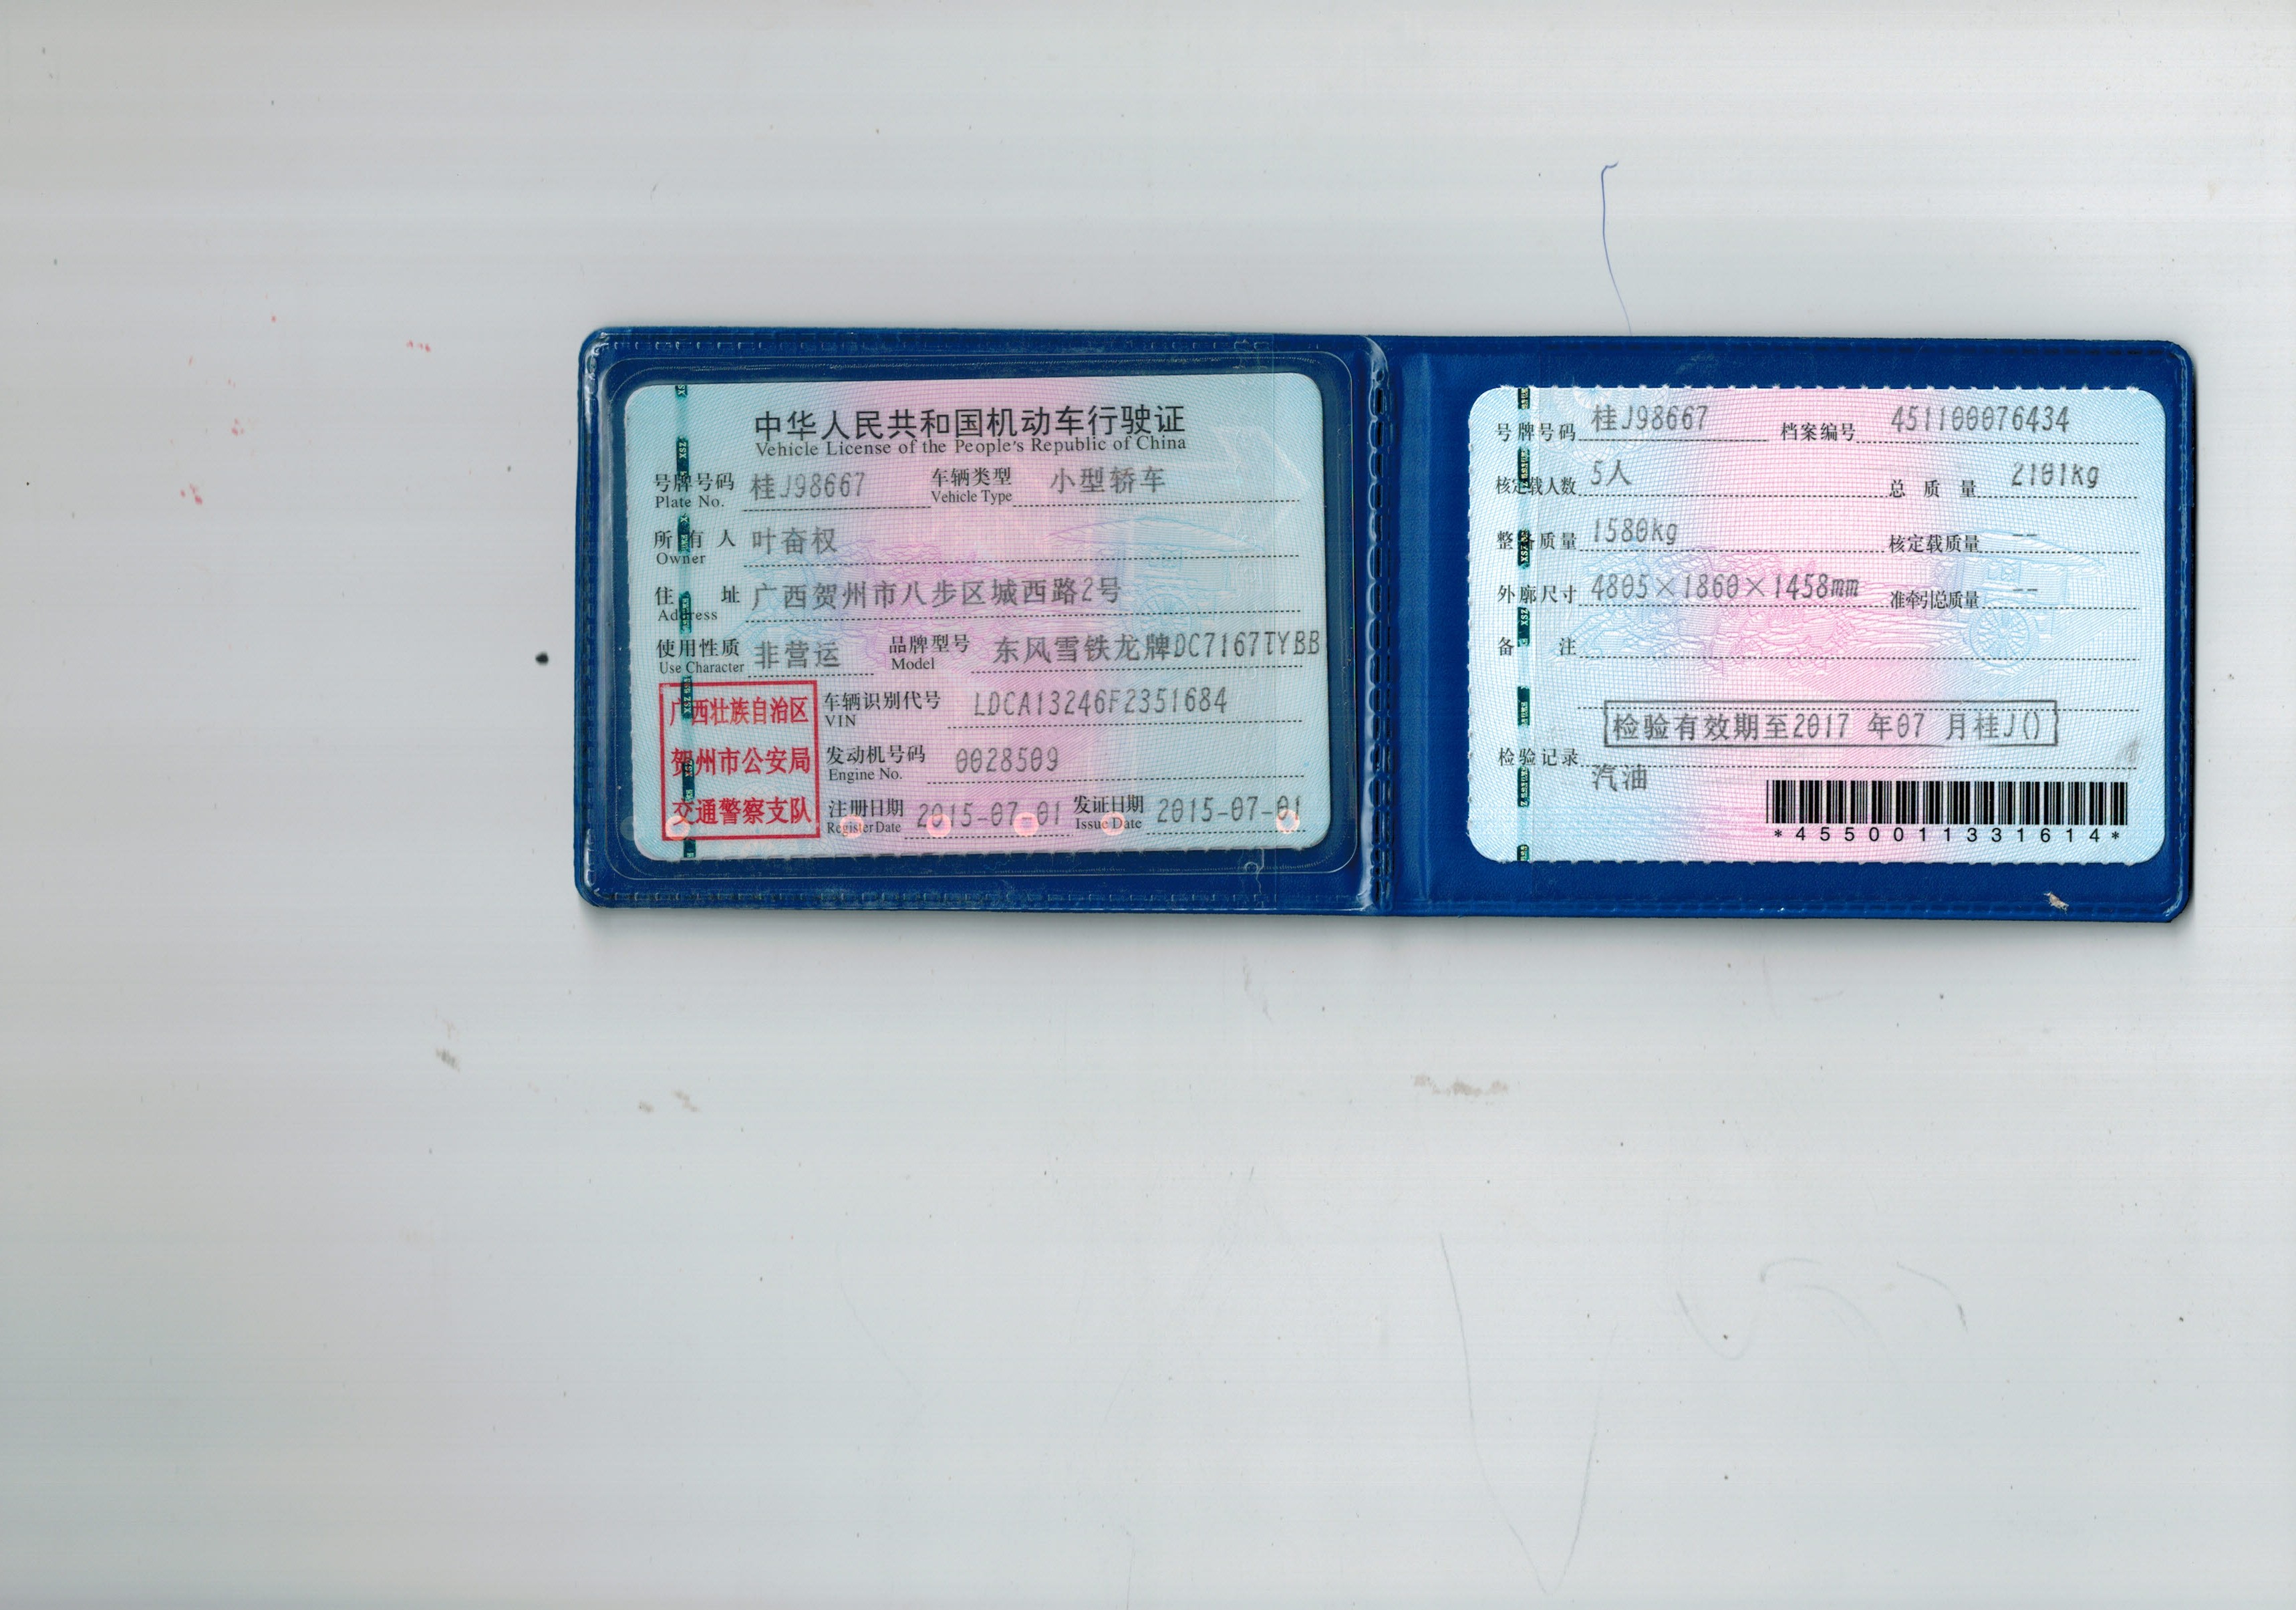 中华人民共和国机动车行驶证
Vehicle License of the People's Republic of China
号牌号码 桂J98667 车辆类型 小型轿车
Plate No. Vehicle Type
所有人 叶奋权
Owner
住址 广西贺州市八步区城西路2号
Address
使用性质 非营运 品牌型号 东风雪铁龙牌DC7167TYBB
Use Character Model
广西壮族自治区
贺州市公安局
交通警察支队
车辆识别代号 LDCA13246F2351684
VIN
发动机号码 0028509
Engine No.
注册日期 2015-07-01 发证日期 2015-07-01
Register Date Issue Date
号牌号码 桂J98667 档案编号 451100076434
核定载人数 5人 总质量 2101kg
整备质量 1580kg 核定载质量 --
外廓尺寸 4805×1860×1458mm 准牵引总质量 --
备注
检验有效期至2017 年07 月桂J()
检验记录
汽油
*4550011331614*